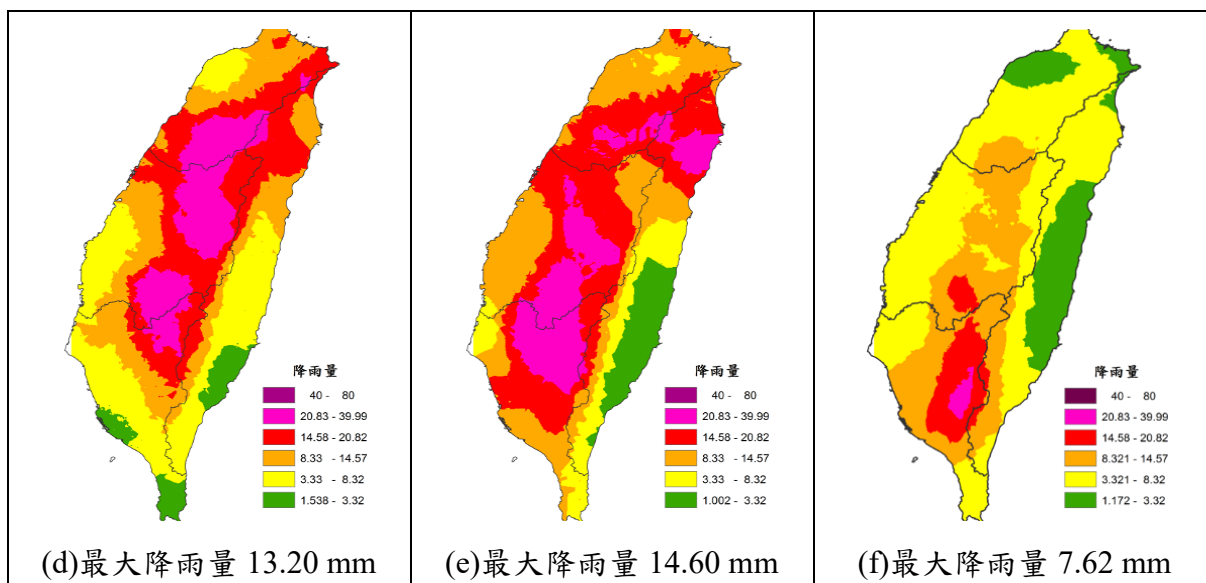 降雨量
40 - 80
20.83 - 39.99
14.58 - 20.82
8.33 - 14.57
3.33 - 8.32
1.538 - 3.32
(d)最大降雨量 13.20 mm
降雨量
40 - 80
20.83 - 39.99
14.58 - 20.82
8.33 - 14.57
3.33 - 8.32
1.002 - 3.32
(e)最大降雨量 14.60 mm
降雨量
40 - 80
20.83 - 39.99
14.58 - 20.82
8.321 - 14.57
3.321 - 8.32
1.172 - 3.32
(f)最大降雨量 7.62 mm